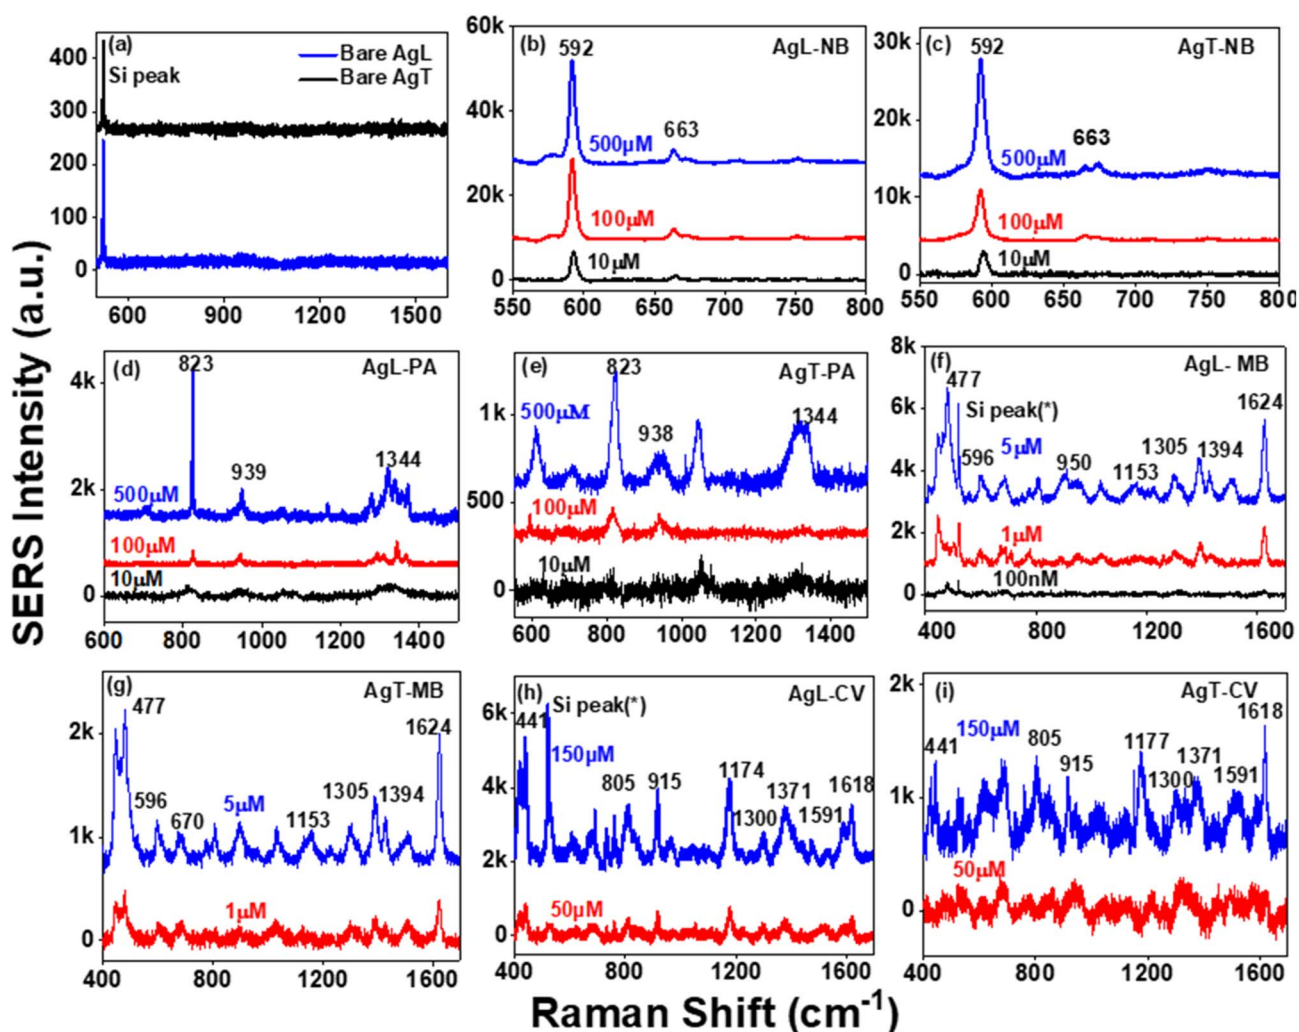 SERS Intensity (a.u.)
(a)
Bare AgL
Bare AgT
Si peak
400
300
200
100
0
600 900 1200 1500
(b) AgL-NB
592
663
500µM
100µM
10µM
60k
40k
20k
0
550 600 650 700 750 800
(c) AgT-NB
592
663
500µM
100µM
10µM
30k
20k
10k
0
550 600 650 700 750 800
(d) AgL-PA
823
939
1344
500µM
100µM
10µM
4k
2k
0
600 800 1000 1200 1400
(e) AgT-PA
823
938
1344
500µM
100µM
10µM
1k
500
0
600 800 1000 1200 1400
(f) AgL- MB
477
Si peak(*)
596
5µM
950
1153
1305
1394
1624
1µM
100nM
8k
6k
4k
2k
0
400 800 1200 1600
(g) AgT-MB
477
596
670
5µM
1153
1305
1394
1624
1µM
2k
1k
0
400 800 1200 1600
(h) AgL-CV
Si peak(*)
441
150µM
805
915
1174
1300
1371
1591
1618
50µM
6k
4k
2k
0
400 800 1200 1600
(i) AgT-CV
441
150µM
805
915
1177
1300
1371
1591
1618
50µM
2k
1k
0
400 800 1200 1600
Raman Shift (cm⁻¹)